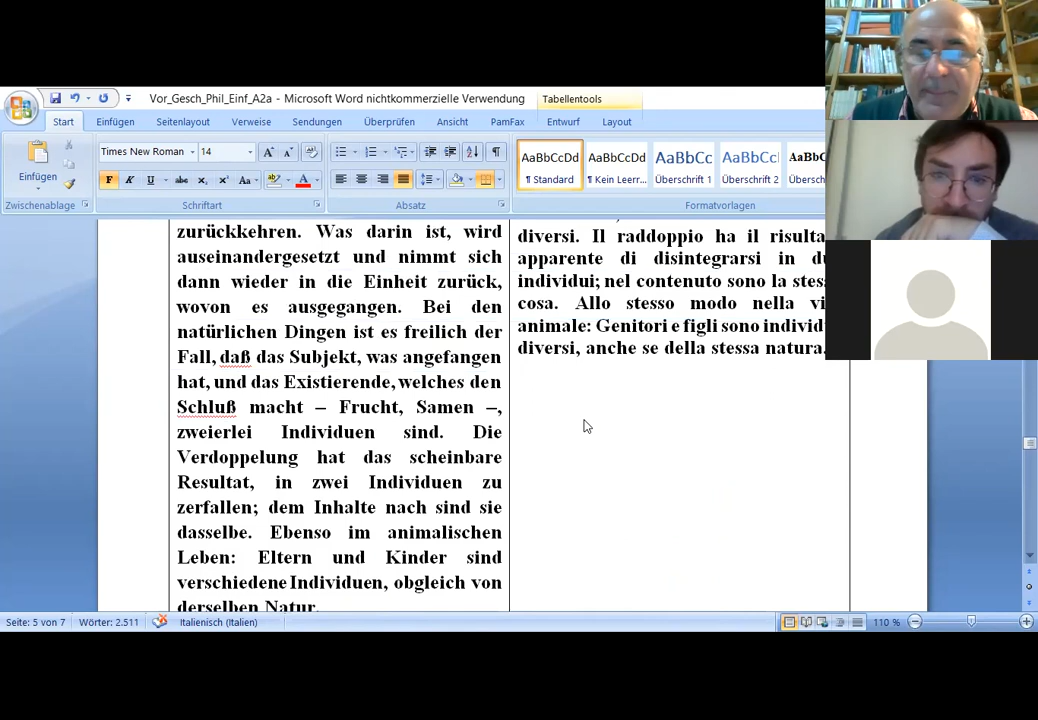 Vor_Gesch_Phil_Einf_A2a - Microsoft Word nichtkommerzielle Verwendung
Tabellentools
Start Einfügen Seitenlayout Verweise Sendungen Überprüfen Ansicht PamFax Entwurf Layout
Einfügen
Zwischenablage
Times New Roman 14
F K U abc x₂ x² Aa
Schriftart
Absatz
AaBbCcDd AaBbCcDd AaBbCc AaBbCc AaBbCc
¶ Standard ¶ Kein Leerr... Überschrift 1 Überschrift 2 Übers
Formatvorlagen
zurückkehren. Was darin ist, wird
auseinandergesetzt und nimmt sich
dann wieder in die Einheit zurück,
wovon es ausgegangen. Bei den
natürlichen Dingen ist es freilich der
Fall, daß das Subjekt, was angefangen
hat, und das Existierende, welches den
Schluß macht – Frucht, Samen –,
zweierlei Individuen sind. Die
Verdoppelung hat das scheinbare
Resultat, in zwei Individuen zu
zerfallen; dem Inhalte nach sind sie
dasselbe. Ebenso im animalischen
Leben: Eltern und Kinder sind
verschiedene Individuen, obgleich von
derselben Natur.
diversi. Il raddoppio ha il risulta
apparente di disintegrarsi in du
individui; nel contenuto sono la stess
cosa. Allo stesso modo nella vi
animale: Genitori e figli sono individ
diversi, anche se della stessa natura.
Seite: 5 von 7 Wörter: 2.511 Italienisch (Italien) 110 %